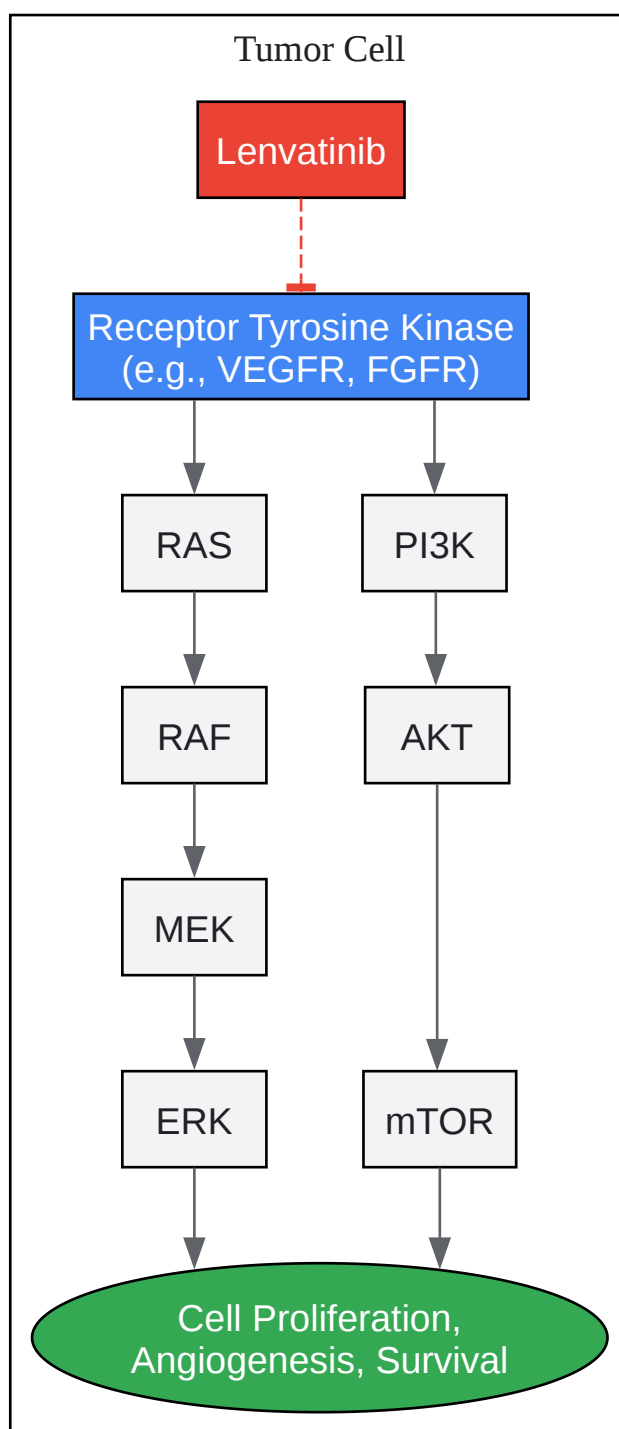 Tumor Cell
Lenvatinib
Receptor Tyrosine Kinase
(e.g., VEGFR, FGFR)
RAS
PI3K
RAF
AKT
MEK
ERK
mTOR
Cell Proliferation,
Angiogenesis, Survival